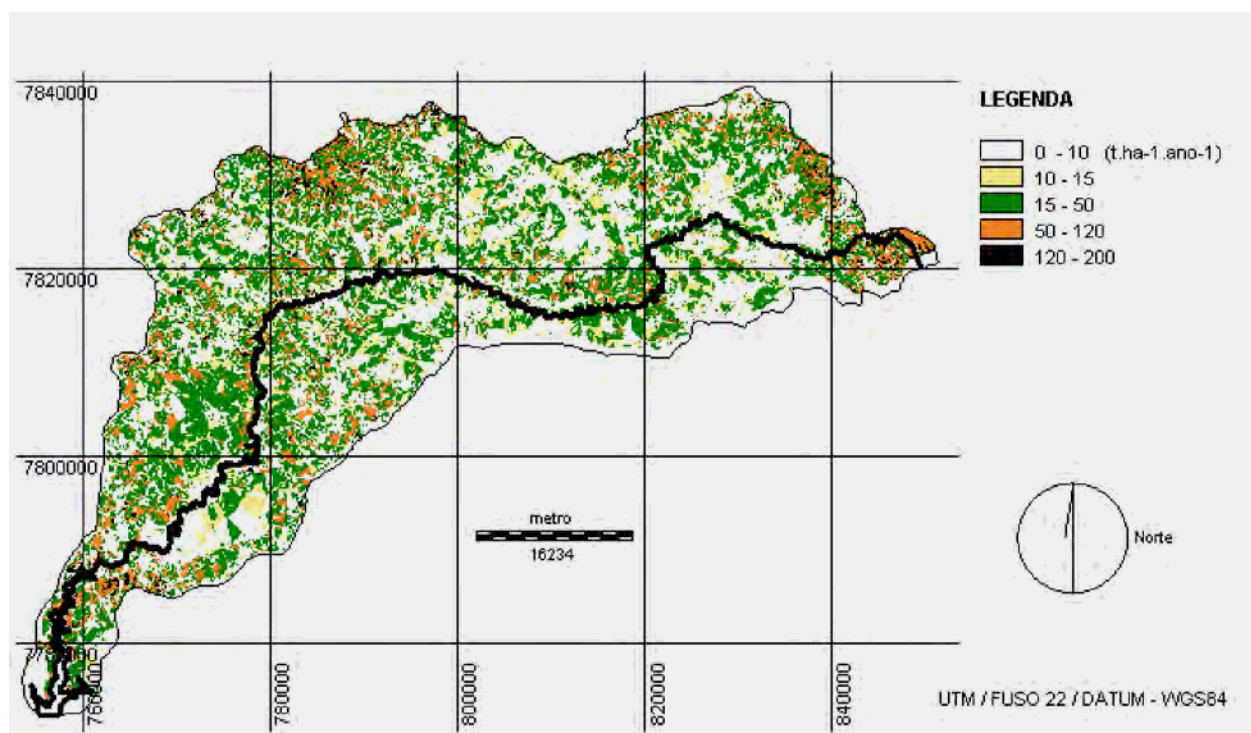 7840000
LEGENDA
0 - 10 (t.ha-1.ano-1)
10 - 15
15 - 50
50 - 120
120 - 200
7820000
7800000
metro
16234
Norte
780000
800000
820000
840000
UTM / FUSO 22 / DATUM - WGS84